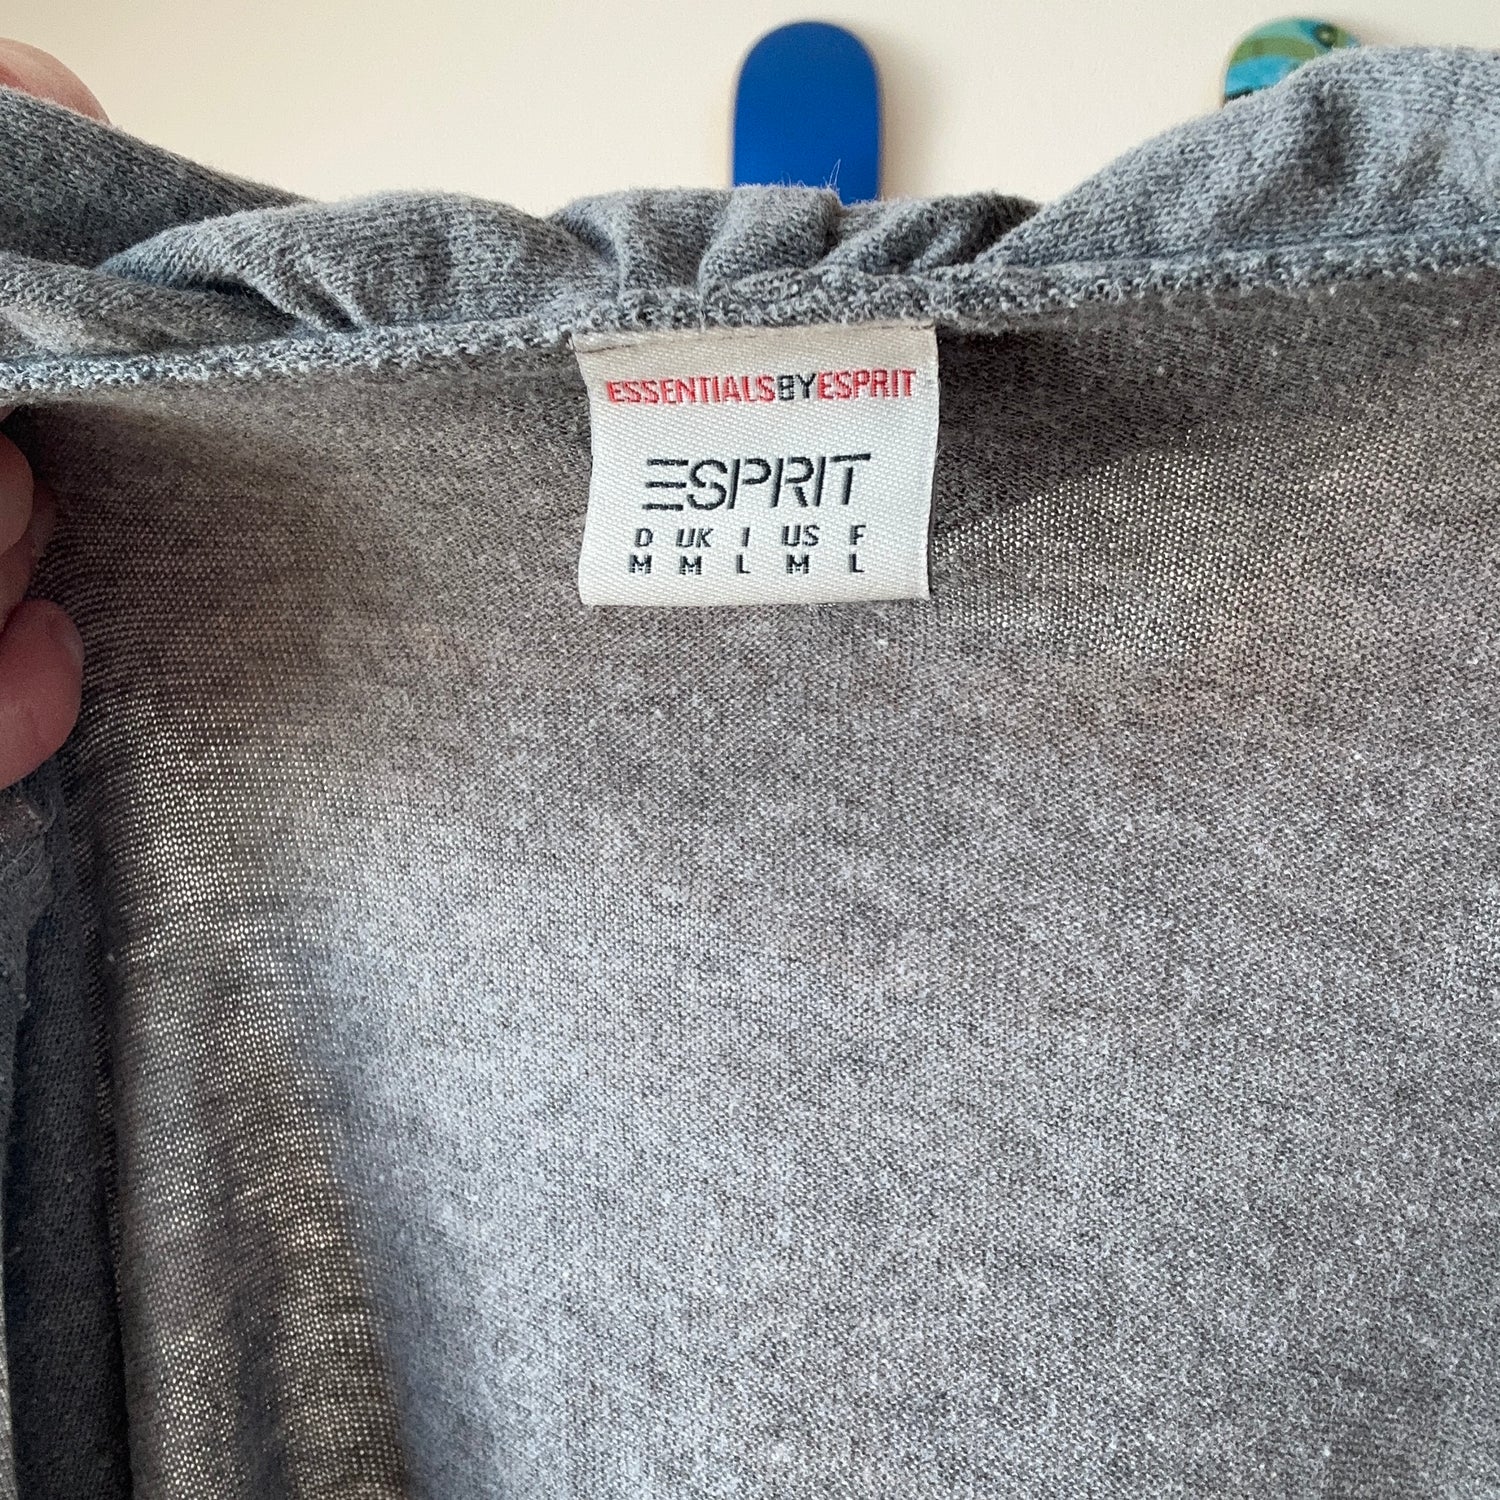 ESSENTIALSBYESPRIT
ESPRIT
D UK I US F
M M L M L